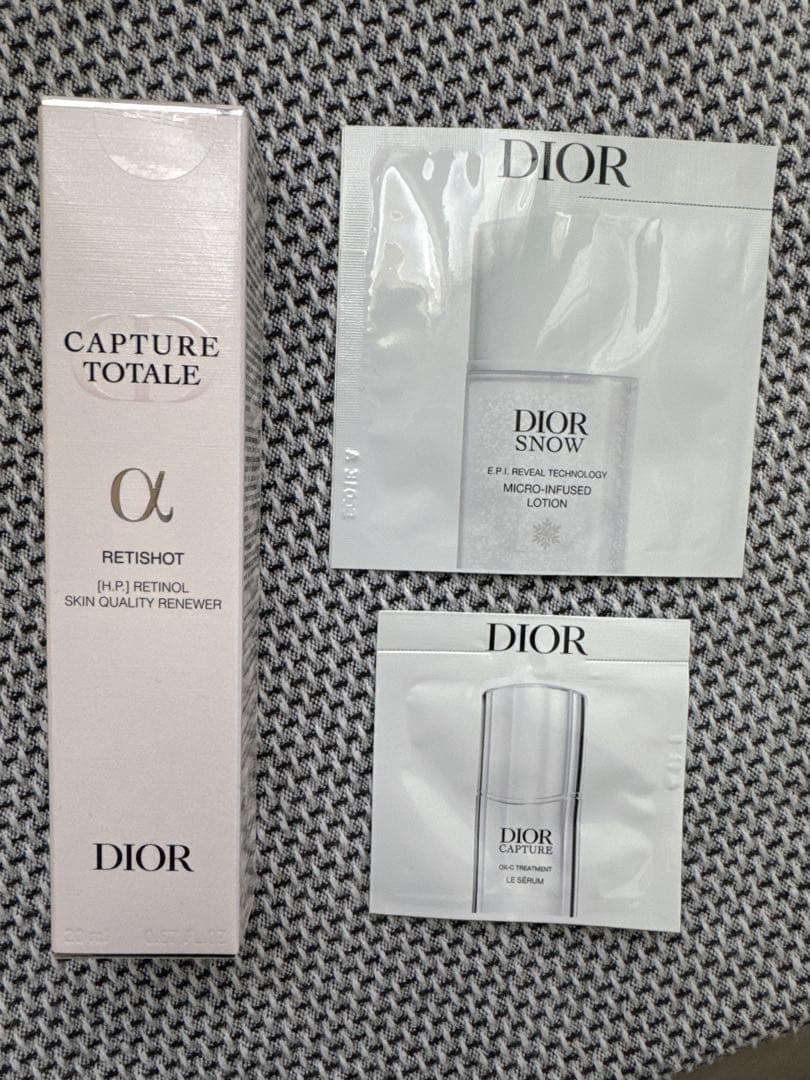 CAPTURE
TOTALE
α
RETISHOT
[H.P.] RETINOL
SKIN QUALITY RENEWER
DIOR
DIOR
DIOR
SNOW
E.P.I. REVEAL TECHNOLOGY
MICRO-INFUSED
LOTION
DIOR
DIOR
CAPTURE
OX-C TREATMENT
LE SÉRUM